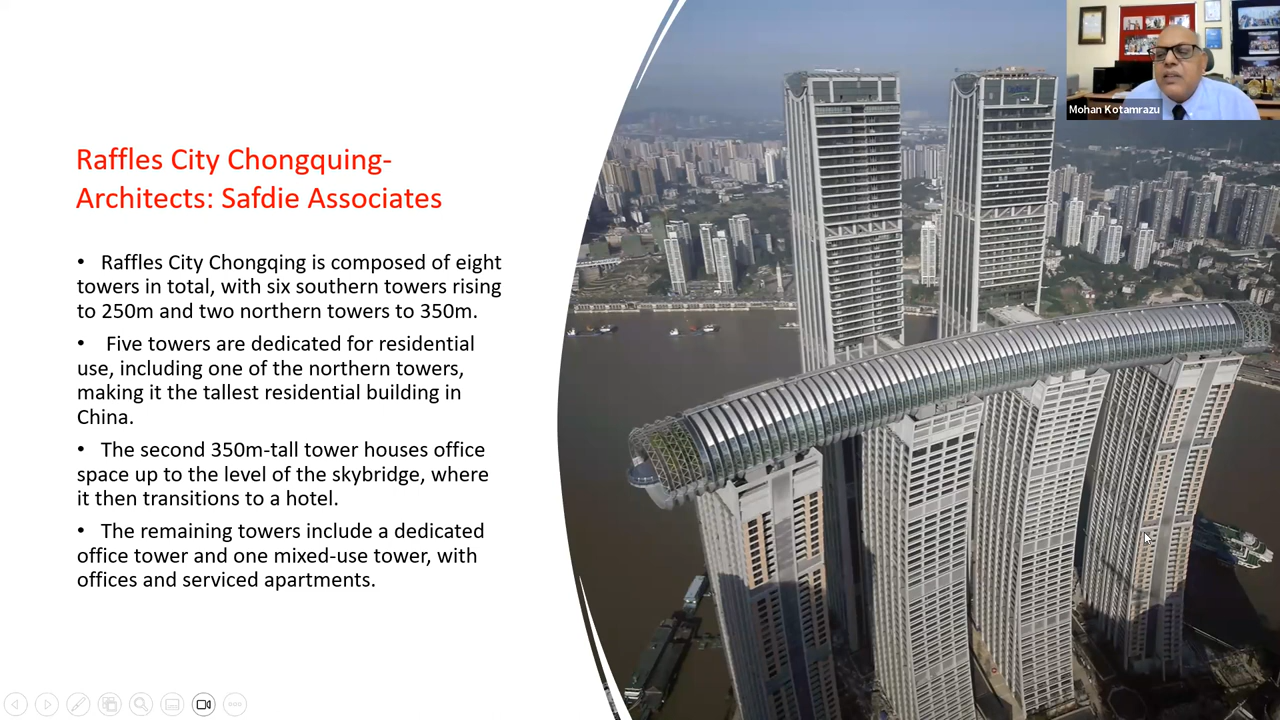 Mohan Kotamrazu
Raffles City Chongquing-
Architects: Safdie Associates
• Raffles City Chongqing is composed of eight
towers in total, with six southern towers rising
to 250m and two northern towers to 350m.
• Five towers are dedicated for residential
use, including one of the northern towers,
making it the tallest residential building in
China.
• The second 350m-tall tower houses office
space up to the level of the skybridge, where
it then transitions to a hotel.
• The remaining towers include a dedicated
office tower and one mixed-use tower, with
offices and serviced apartments.